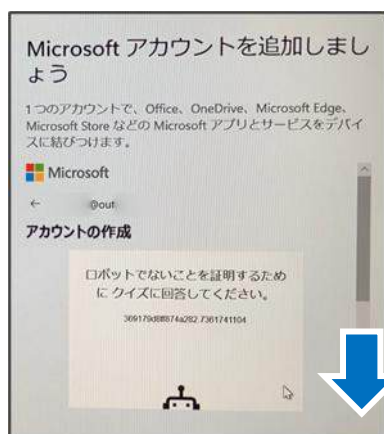 Microsoft アカウントを追加しまし
ょう
1 つのアカウントで、Office、OneDrive、Microsoft Edge、
Microsoft Store などの Microsoft アプリとサービスをデバイ
スに結びつけます。
Microsoft
← @out
アカウントの作成
ロボットでないことを証明するため
に クイズに回答してください。